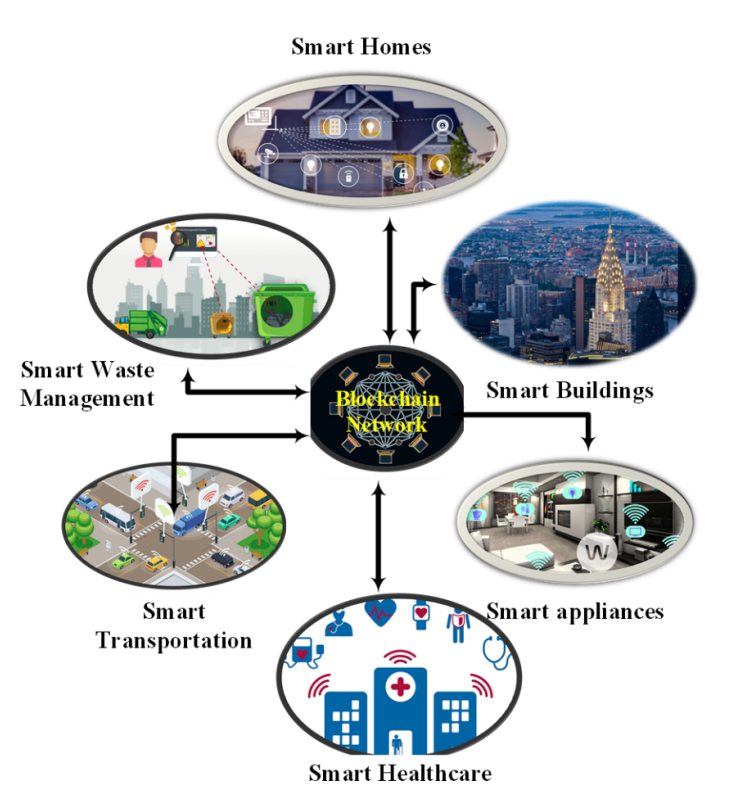 Smart Homes
Smart Waste
Management
Smart Buildings
Blockchain
Network
W
Smart appliances
Smart
Transportation
Smart Healthcare